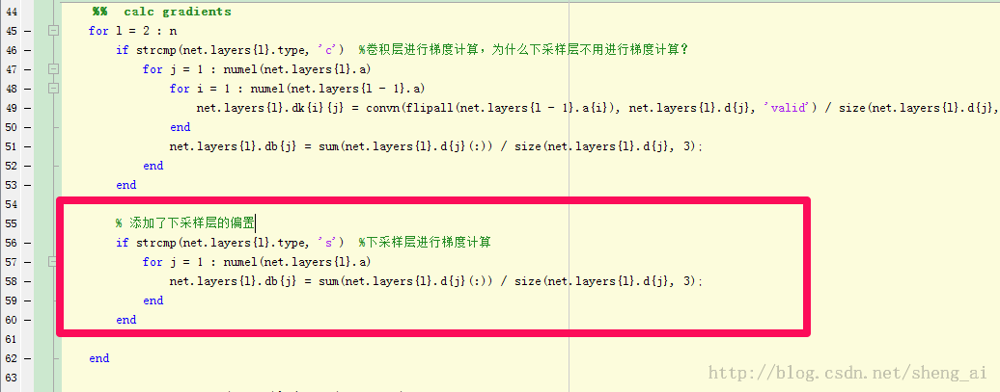 44 %% calc gradients
45 for l = 2 : n
46 if strcmp(net.layers{l}.type, 'c') %卷积层进行梯度计算，为什么下采样层不用进行梯度计算？
47 for j = 1 : numel(net.layers{l}.a)
48 for i = 1 : numel(net.layers{l - 1}.a)
49 net.layers{l}.dk{i}{j} = convn(flipall(net.layers{l - 1}.a{i}), net.layers{l}.d{j}, 'valid') / size(net.layers{l}.d{j},
50 end
51 net.layers{l}.db{j} = sum(net.layers{l}.d{j}(:)) / size(net.layers{l}.d{j}, 3);
52 end
53 end
54
55 % 添加了下采样层的偏置
56 if strcmp(net.layers{l}.type, 's') %下采样层进行梯度计算
57 for j = 1 : numel(net.layers{l}.a)
58 net.layers{l}.db{j} = sum(net.layers{l}.d{j}(:)) / size(net.layers{l}.d{j}, 3);
59 end
60 end
61
62 end
63
http://blog.csdn.net/sheng_ai